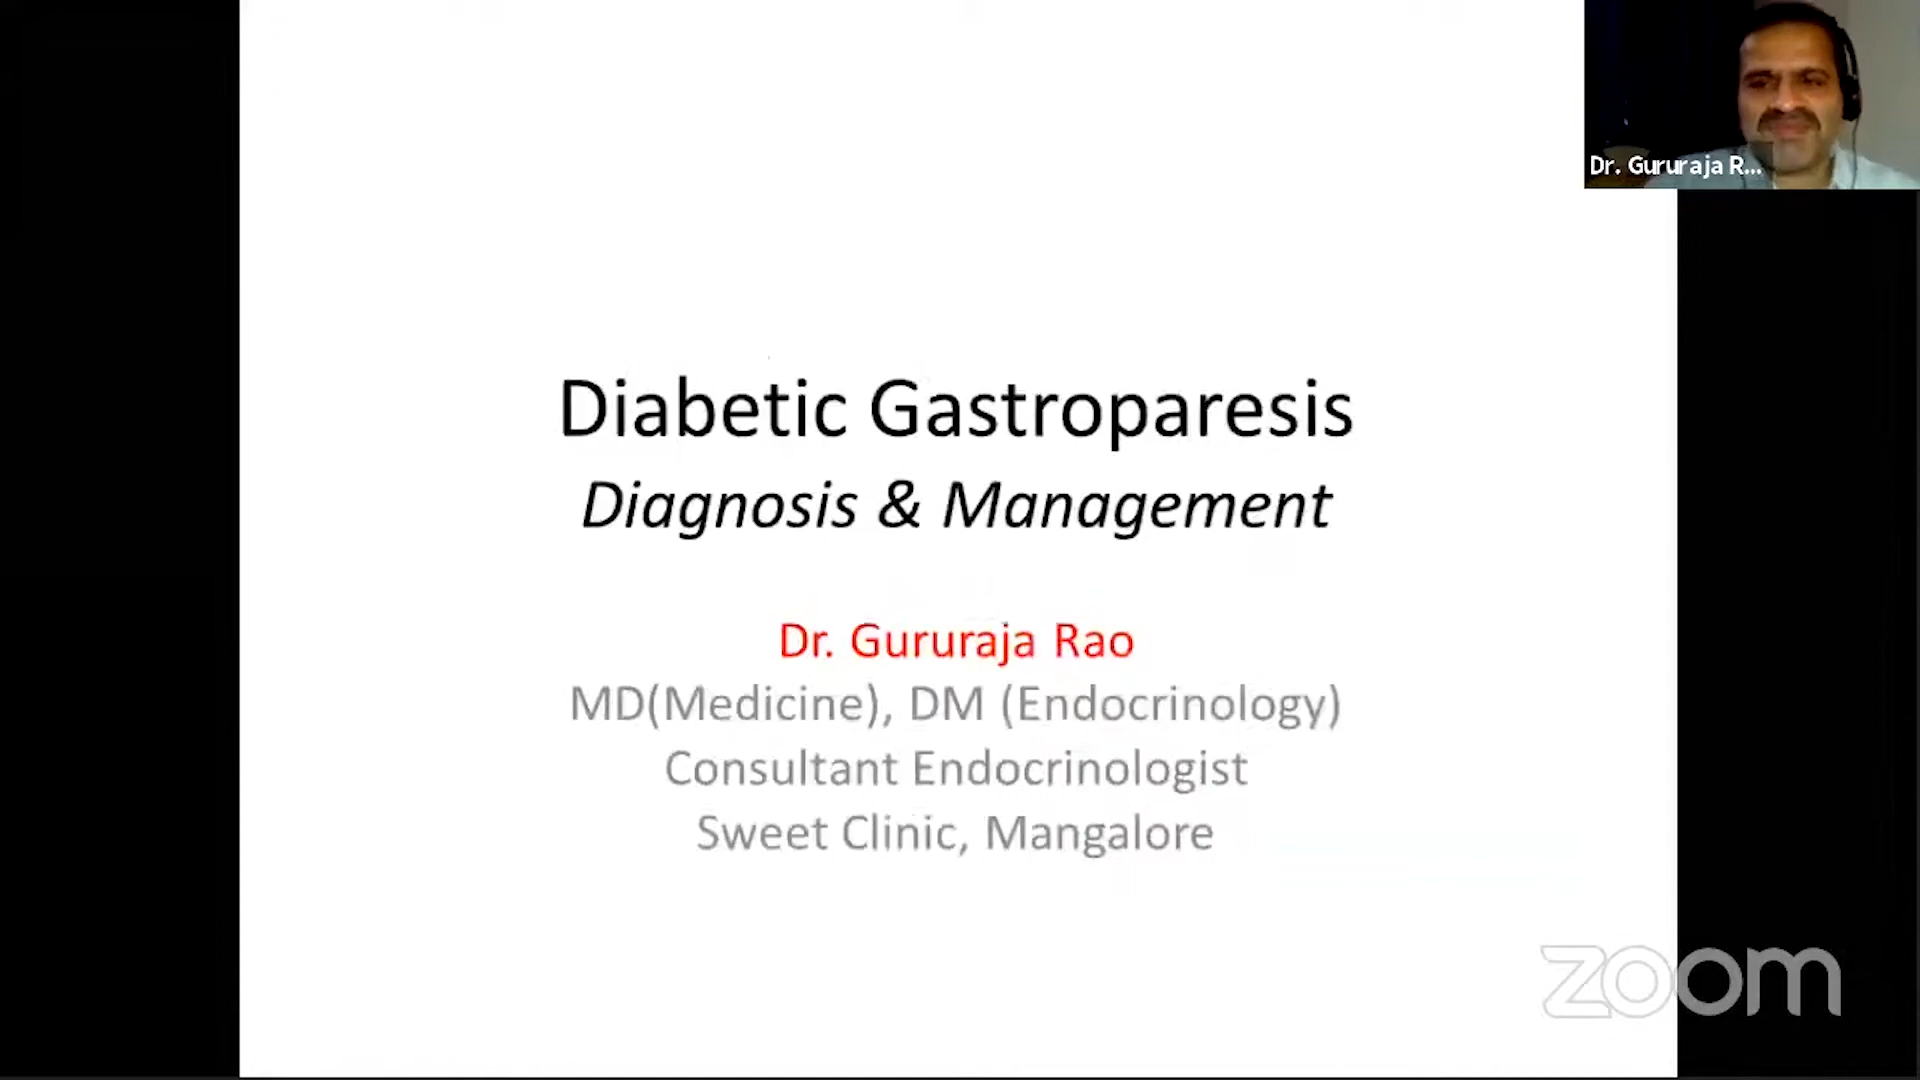 Dr. Gururaja R...
Diabetic Gastroparesis
Diagnosis & Management
Dr. Gururaja Rao
MD(Medicine), DM (Endocrinology)
Consultant Endocrinologist
Sweet Clinic, Mangalore
zoom